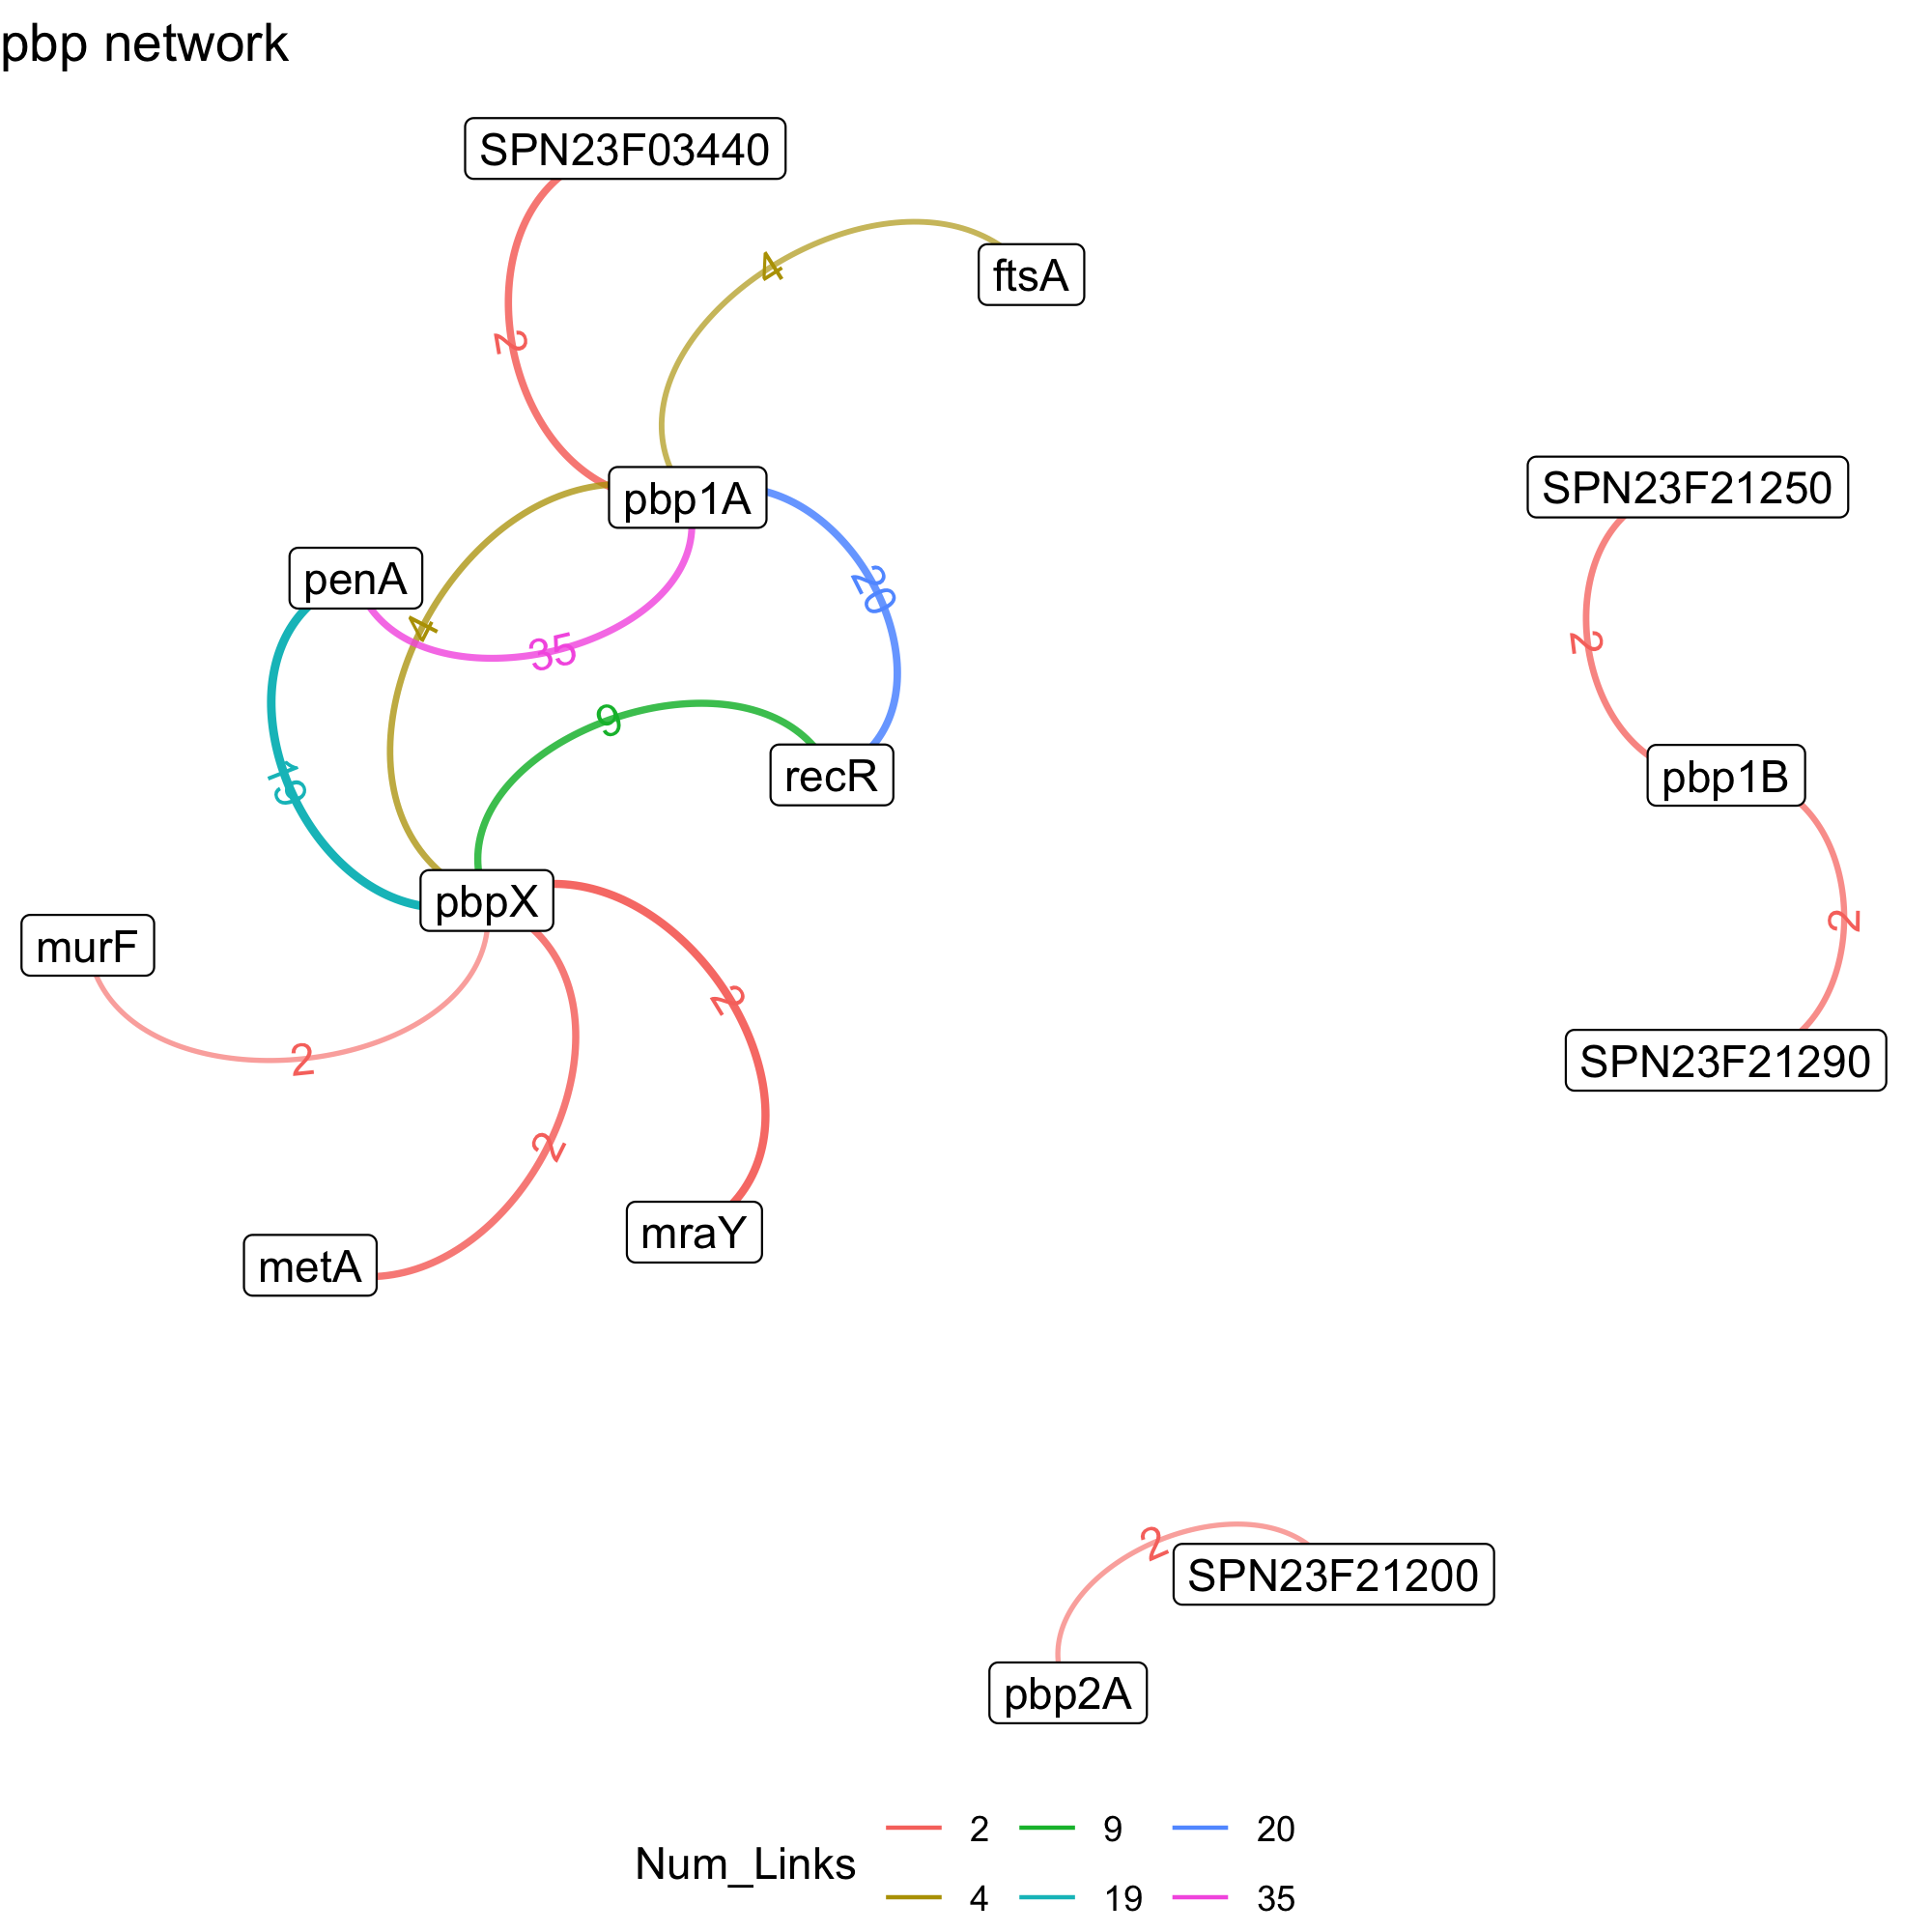 pbp network
SPN23F03440
ftsA
4
2
SPN23F21250
pbp1A
penA
20
4
35
2
9
recR
pbp1B
19
pbpX
2
murF
2
2
SPN23F21290
2
mraY
metA
2
SPN23F21200
pbp2A
Num_Links
2 9 20
4 19 35